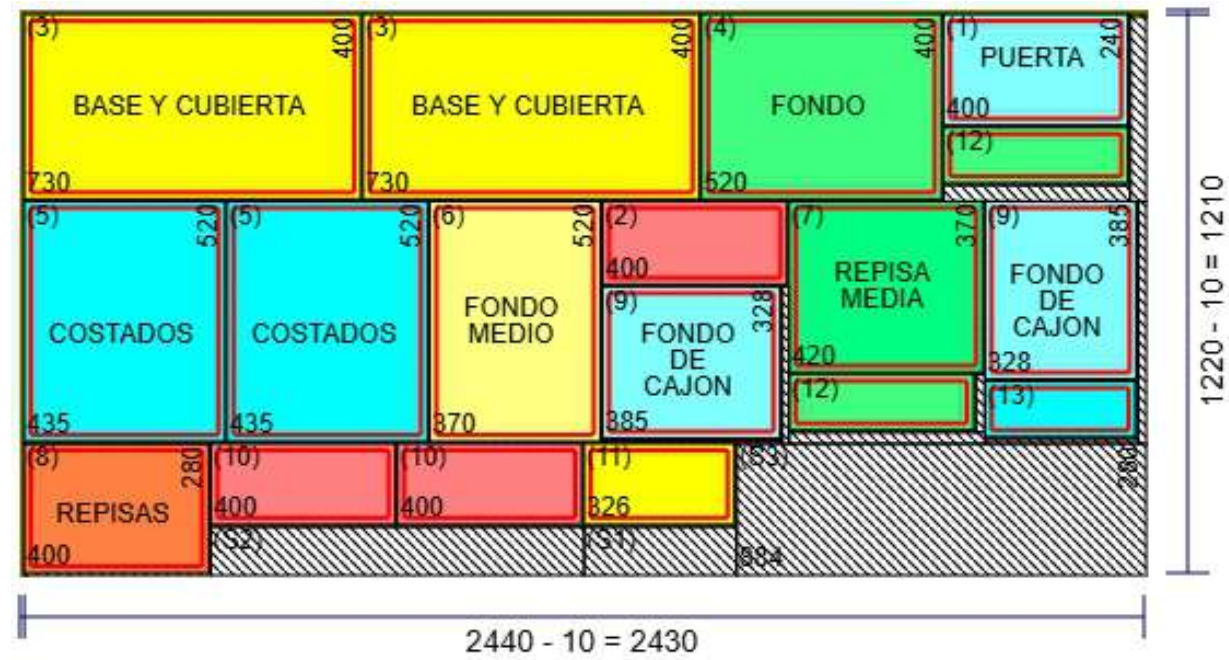 (3) 400
BASE Y CUBIERTA
730
(3) 400
BASE Y CUBIERTA
730
(4) 400
FONDO
520
(1) 240
PUERTA
400
(12)
(5) 520
COSTADOS
435
(5) 520
COSTADOS
435
(6) 520
FONDO
MEDIO
370
(2)
400
(9) 328
FONDO
DE
CAJON
385
(7) 370
REPISA
MEDIA
420
(12)
(9) 385
FONDO
DE
CAJON
328
(13)
(8) 280
REPISAS
400
(10)
400
(10)
400
(11)
326
(S2)
(S1)
(S3) 280
884
1220 - 10 = 1210
2440 - 10 = 2430